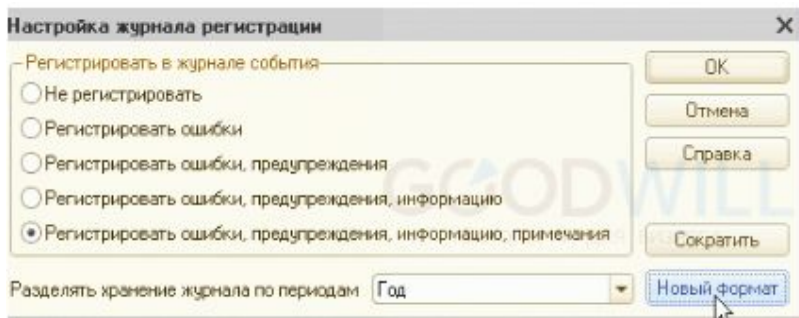 Настройка журнала регистрации
Регистрировать в журнале события
Не регистрировать
Регистрировать ошибки
Регистрировать ошибки, предупреждения
Регистрировать ошибки, предупреждения, информацию
Регистрировать ошибки, предупреждения, информацию, примечания
OK
Отмена
Справка
Сократить
Разделять хранение журнала по периодам Год
Новый формат
GOODWILL